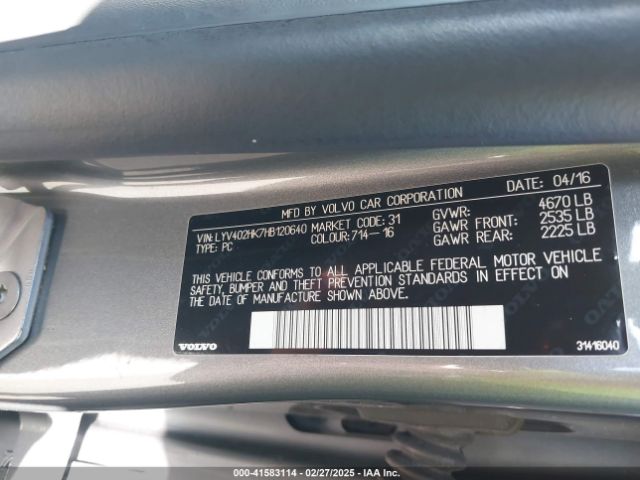 MFD BY VOLVO CAR CORPORATION DATE: 04/16
VIN: LYV402HK7HB120640 MARKET CODE: 31 GVWR: 4670 LB
TYPE: PC COLOUR: 714-16 GAWR FRONT: 2535 LB
GAWR REAR: 2225 LB
THIS VEHICLE CONFORMS TO ALL APPLICABLE FEDERAL MOTOR VEHICLE
SAFETY, BUMPER AND THEFT PREVENTION STANDARDS IN EFFECT ON
THE DATE OF MANUFACTURE SHOWN ABOVE.
VOLVO 31416040
000-41583114 | 02/27/2025 | IAAI.COM